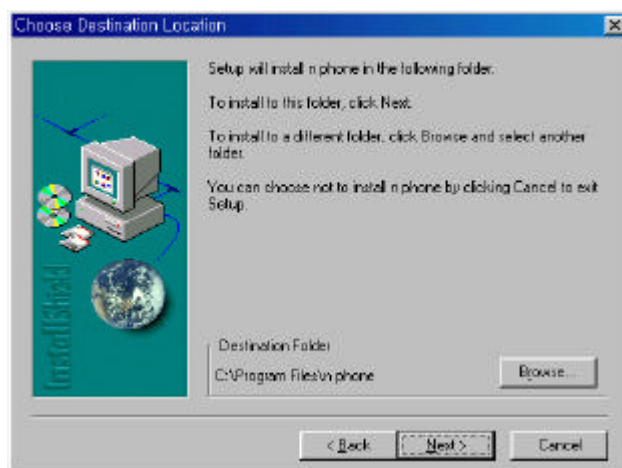 Choose Destination Location
Setup will install n phone in the following folder.
To install to this folder, click Next.
To install to a different folder, click Browse and select another
folder.
You can choose not to install n phone by clicking Cancel to exit
Setup.
InstallShield
Destination Folder
C:\Program Files\n phone
Browse...
< Back
Next >
Cancel